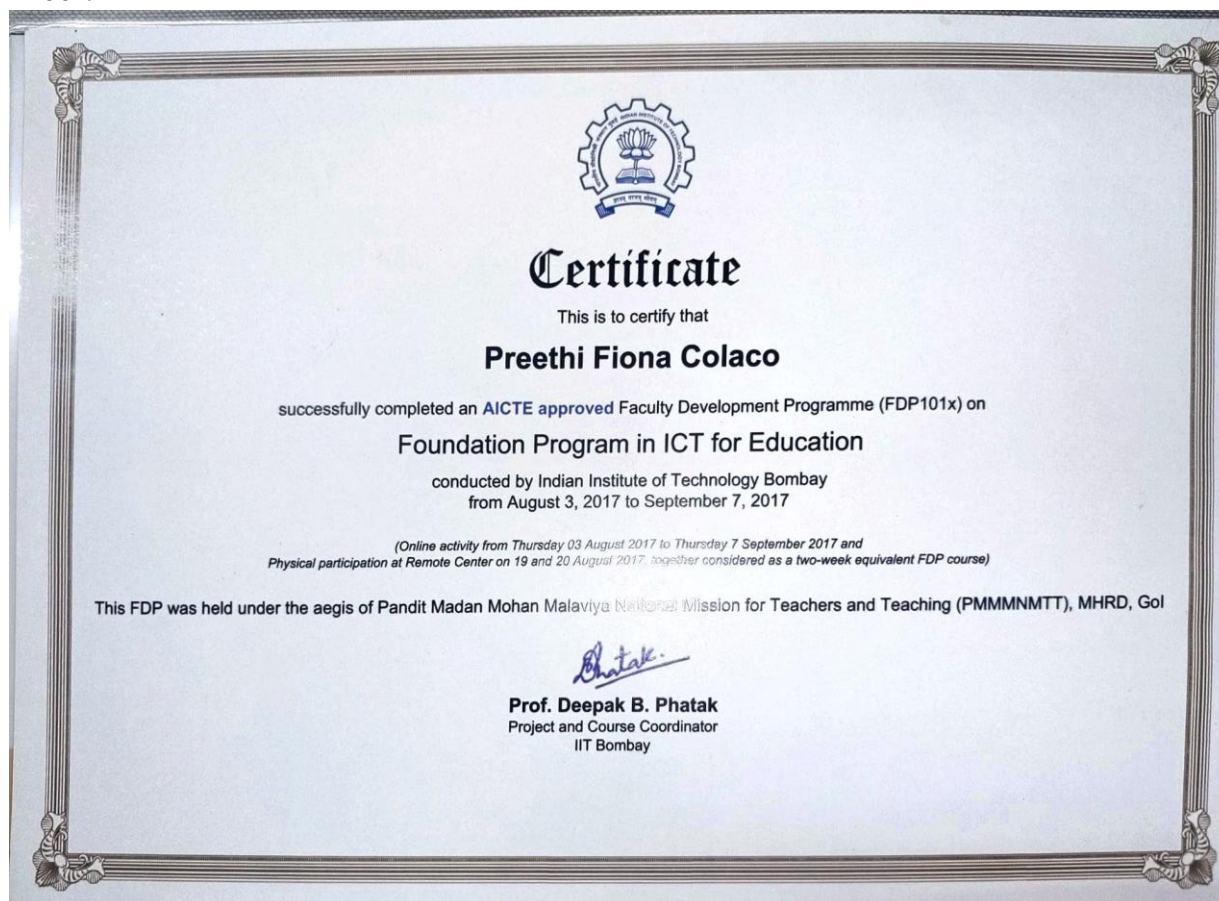 INDIAN INSTITUTE OF TECHNOLOGY BOMBAY
Certificate
This is to certify that
Preethi Fiona Colaco
successfully completed an AICTE approved Faculty Development Programme (FDP101x) on
Foundation Program in ICT for Education
conducted by Indian Institute of Technology Bombay
from August 3, 2017 to September 7, 2017
(Online activity from Thursday 03 August 2017 to Thursday 7 September 2017 and
Physical participation at Remote Center on 19 and 20 August 2017, together considered as a two-week equivalent FDP course)
This FDP was held under the aegis of Pandit Madan Mohan Malaviya National Mission for Teachers and Teaching (PMMMNMTT), MHRD, GoI
Phatak.
Prof. Deepak B. Phatak
Project and Course Coordinator
IIT Bombay